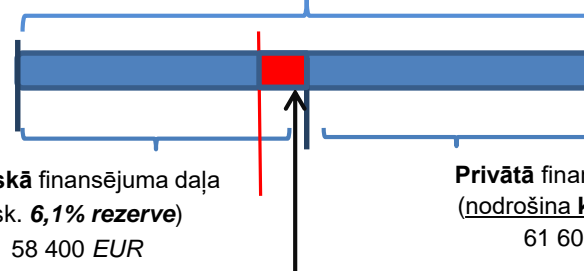 skā finansējuma daļa
sk. 6,1% rezerve)
58 400 EUR
Privātā finan
(nodrošina k
61 60